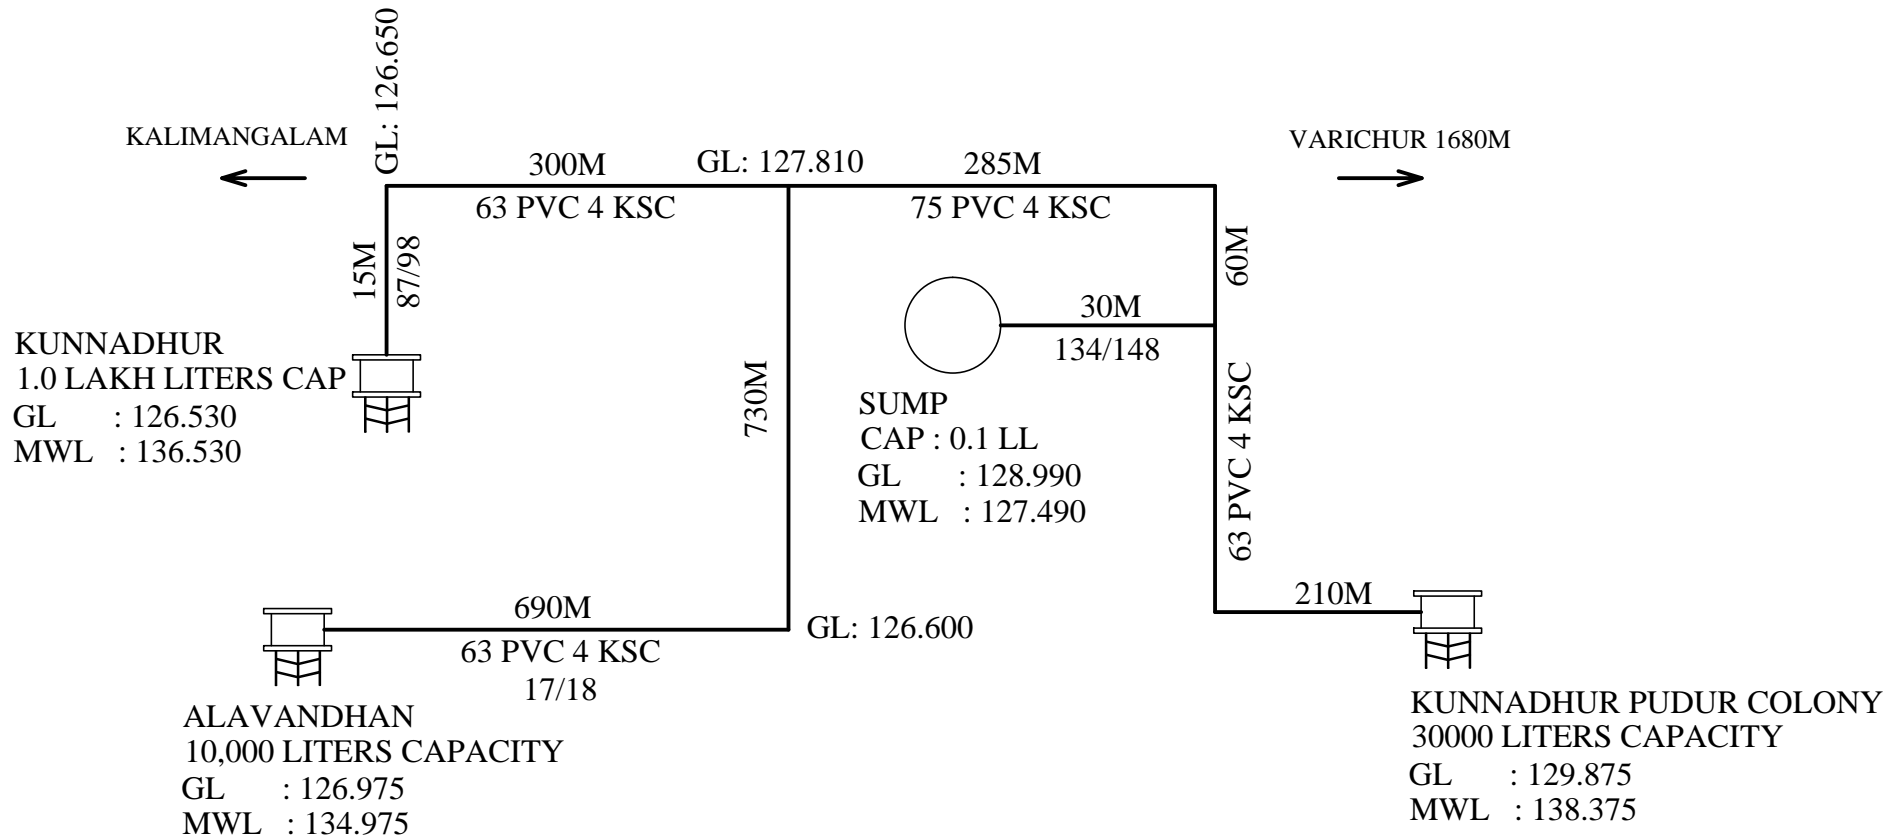 GL: 126.650
KALIMANGALAM
VARICHUR 1680M
300M
GL: 127.810
285M
63 PVC 4 KSC
75 PVC 4 KSC
15M
87/98
60M
30M
134/148
KUNNADHUR
1.0 LAKH LITERS CAP
GL : 126.530
MWL : 136.530
730M
SUMP
CAP : 0.1 LL
GL : 128.990
MWL : 127.490
63 PVC 4 KSC
690M
63 PVC 4 KSC
17/18
GL: 126.600
210M
ALAVANDHAN
10,000 LITERS CAPACITY
GL : 126.975
MWL : 134.975
KUNNADHUR PUDUR COLONY
30000 LITERS CAPACITY
GL : 129.875
MWL : 138.375